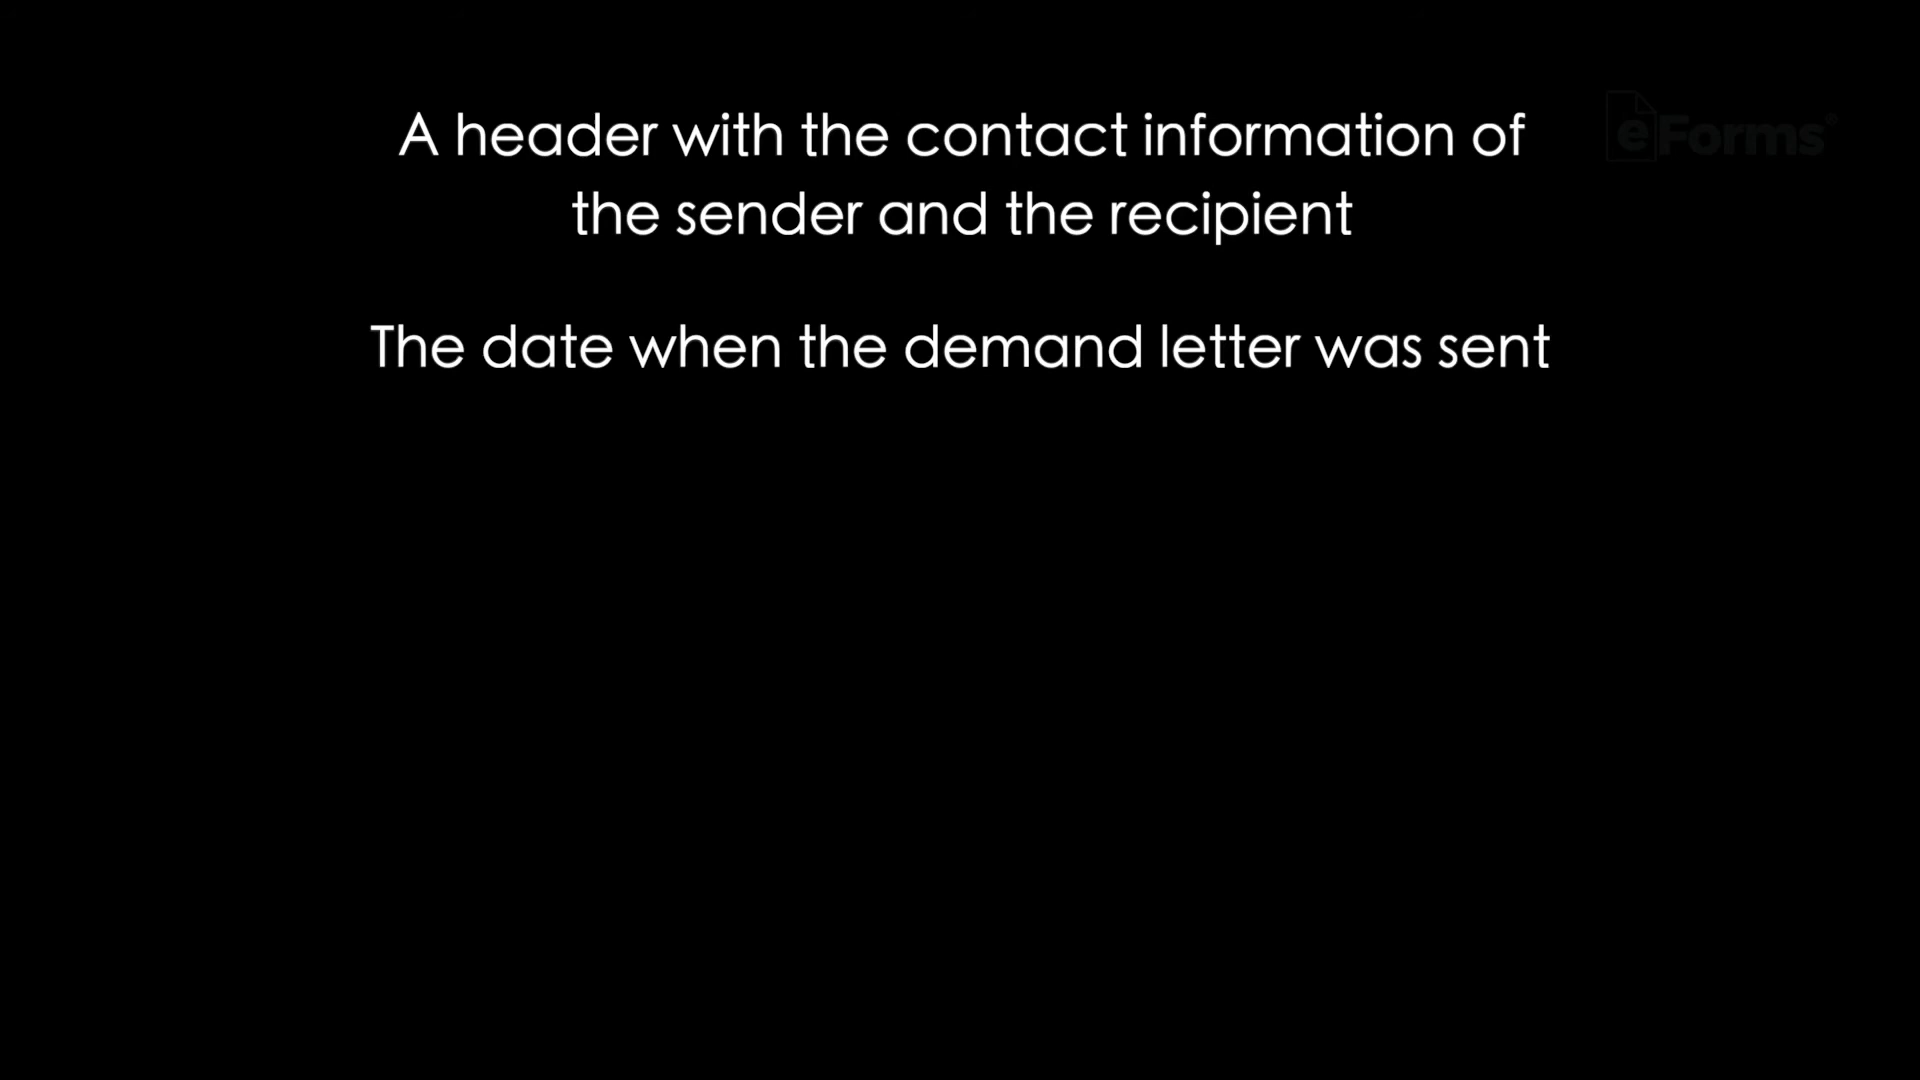 A header with the contact information of
the sender and the recipient
The date when the demand letter was sent
eForms®